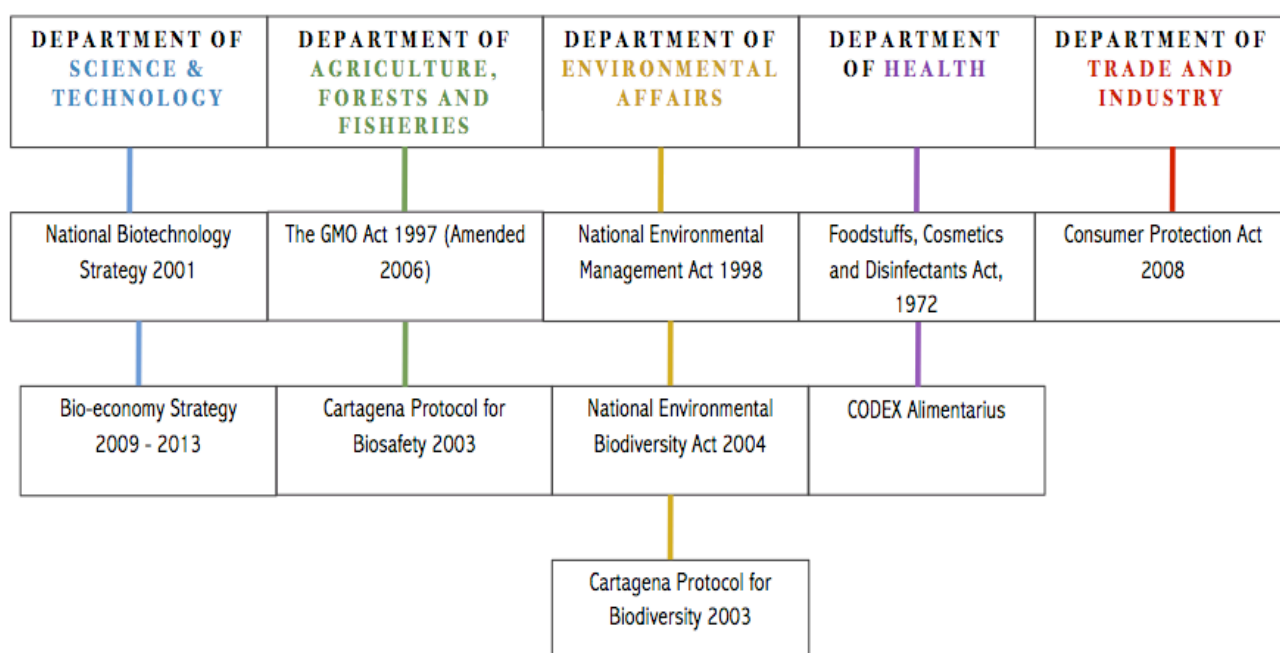 DEPARTMENT OF
SCIENCE &
TECHNOLOGY
DEPARTMENT OF
AGRICULTURE,
FORESTS AND
FISHERIES
DEPARTMENT OF
ENVIRONMENTAL
AFFAIRS
DEPARTMENT
OF HEALTH
DEPARTMENT OF
TRADE AND
INDUSTRY
National Biotechnology
Strategy 2001
The GMO Act 1997 (Amended
2006)
National Environmental
Management Act 1998
Foodstuffs, Cosmetics
and Disinfectants Act,
1972
Consumer Protection Act
2008
Bio-economy Strategy
2009 - 2013
Cartagena Protocol for
Biosafety 2003
National Environmental
Biodiversity Act 2004
CODEX Alimentarius
Cartagena Protocol for
Biodiversity 2003